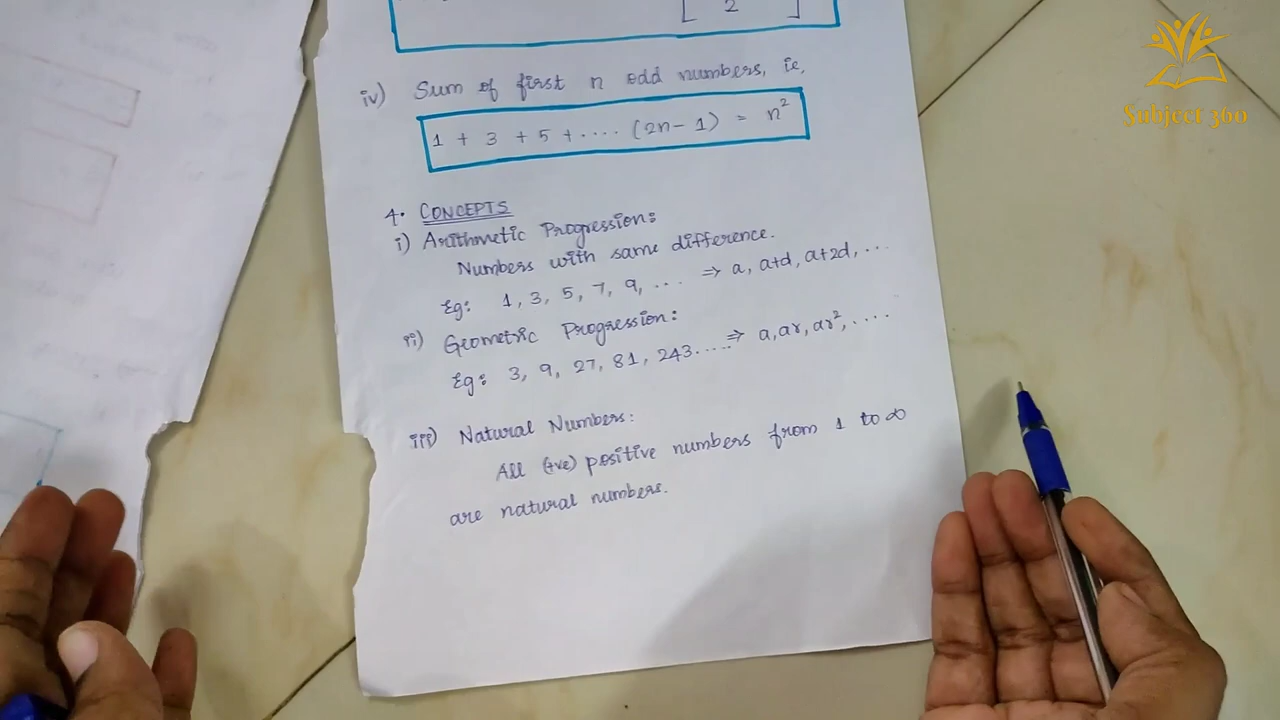 2
iv) Sum of first n odd numbers, ie,
1 + 3 + 5 + .... (2n - 1) = n²
4. CONCEPTS
i) Arithmetic Progression:
Numbers with same difference.
Eg: 1, 3, 5, 7, 9, ... ⇒ a, a+d, a+2d, ...
ii) Geometric Progression:
Eg: 3, 9, 27, 81, 243..... ⇒ a, ar, ar², ....
iii) Natural Numbers:
All (+ve) positive numbers from 1 to ∞
are natural numbers.
Subject 360